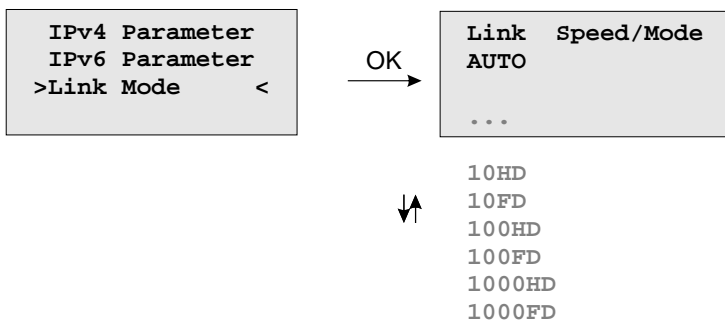 IPv4 Parameter
IPv6 Parameter
>Link Mode <
OK
Link Speed/Mode
AUTO
...
10HD
10FD
100HD
100FD
1000HD
1000FD